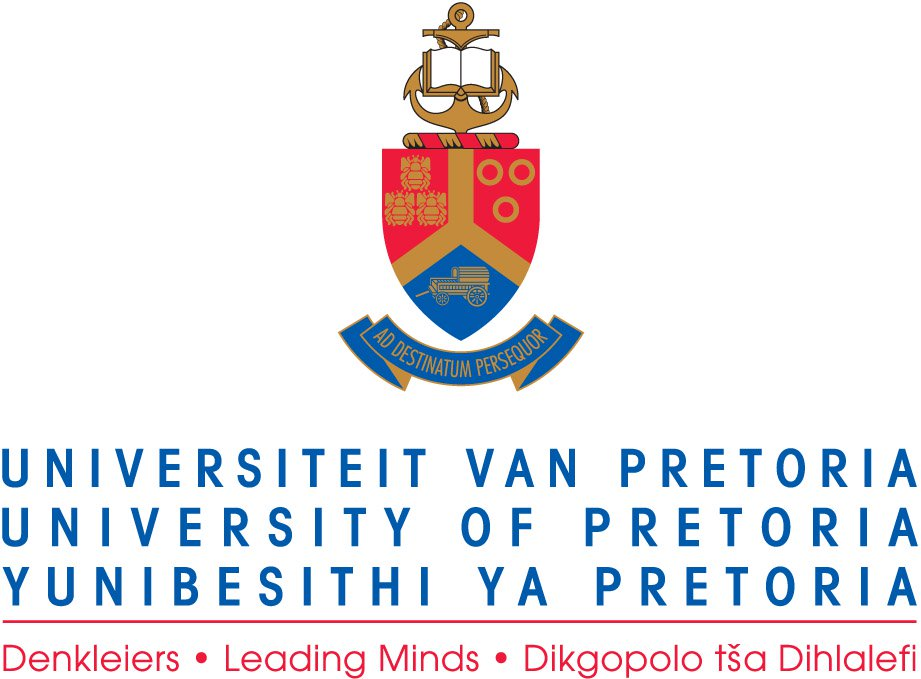 AD DESTINATUM PERSEQUOR
UNIVERSITEIT VAN PRETORIA
UNIVERSITY OF PRETORIA
YUNIBESITHI YA PRETORIA
Denkleiers • Leading Minds • Dikgopolo tša Dihlalefi